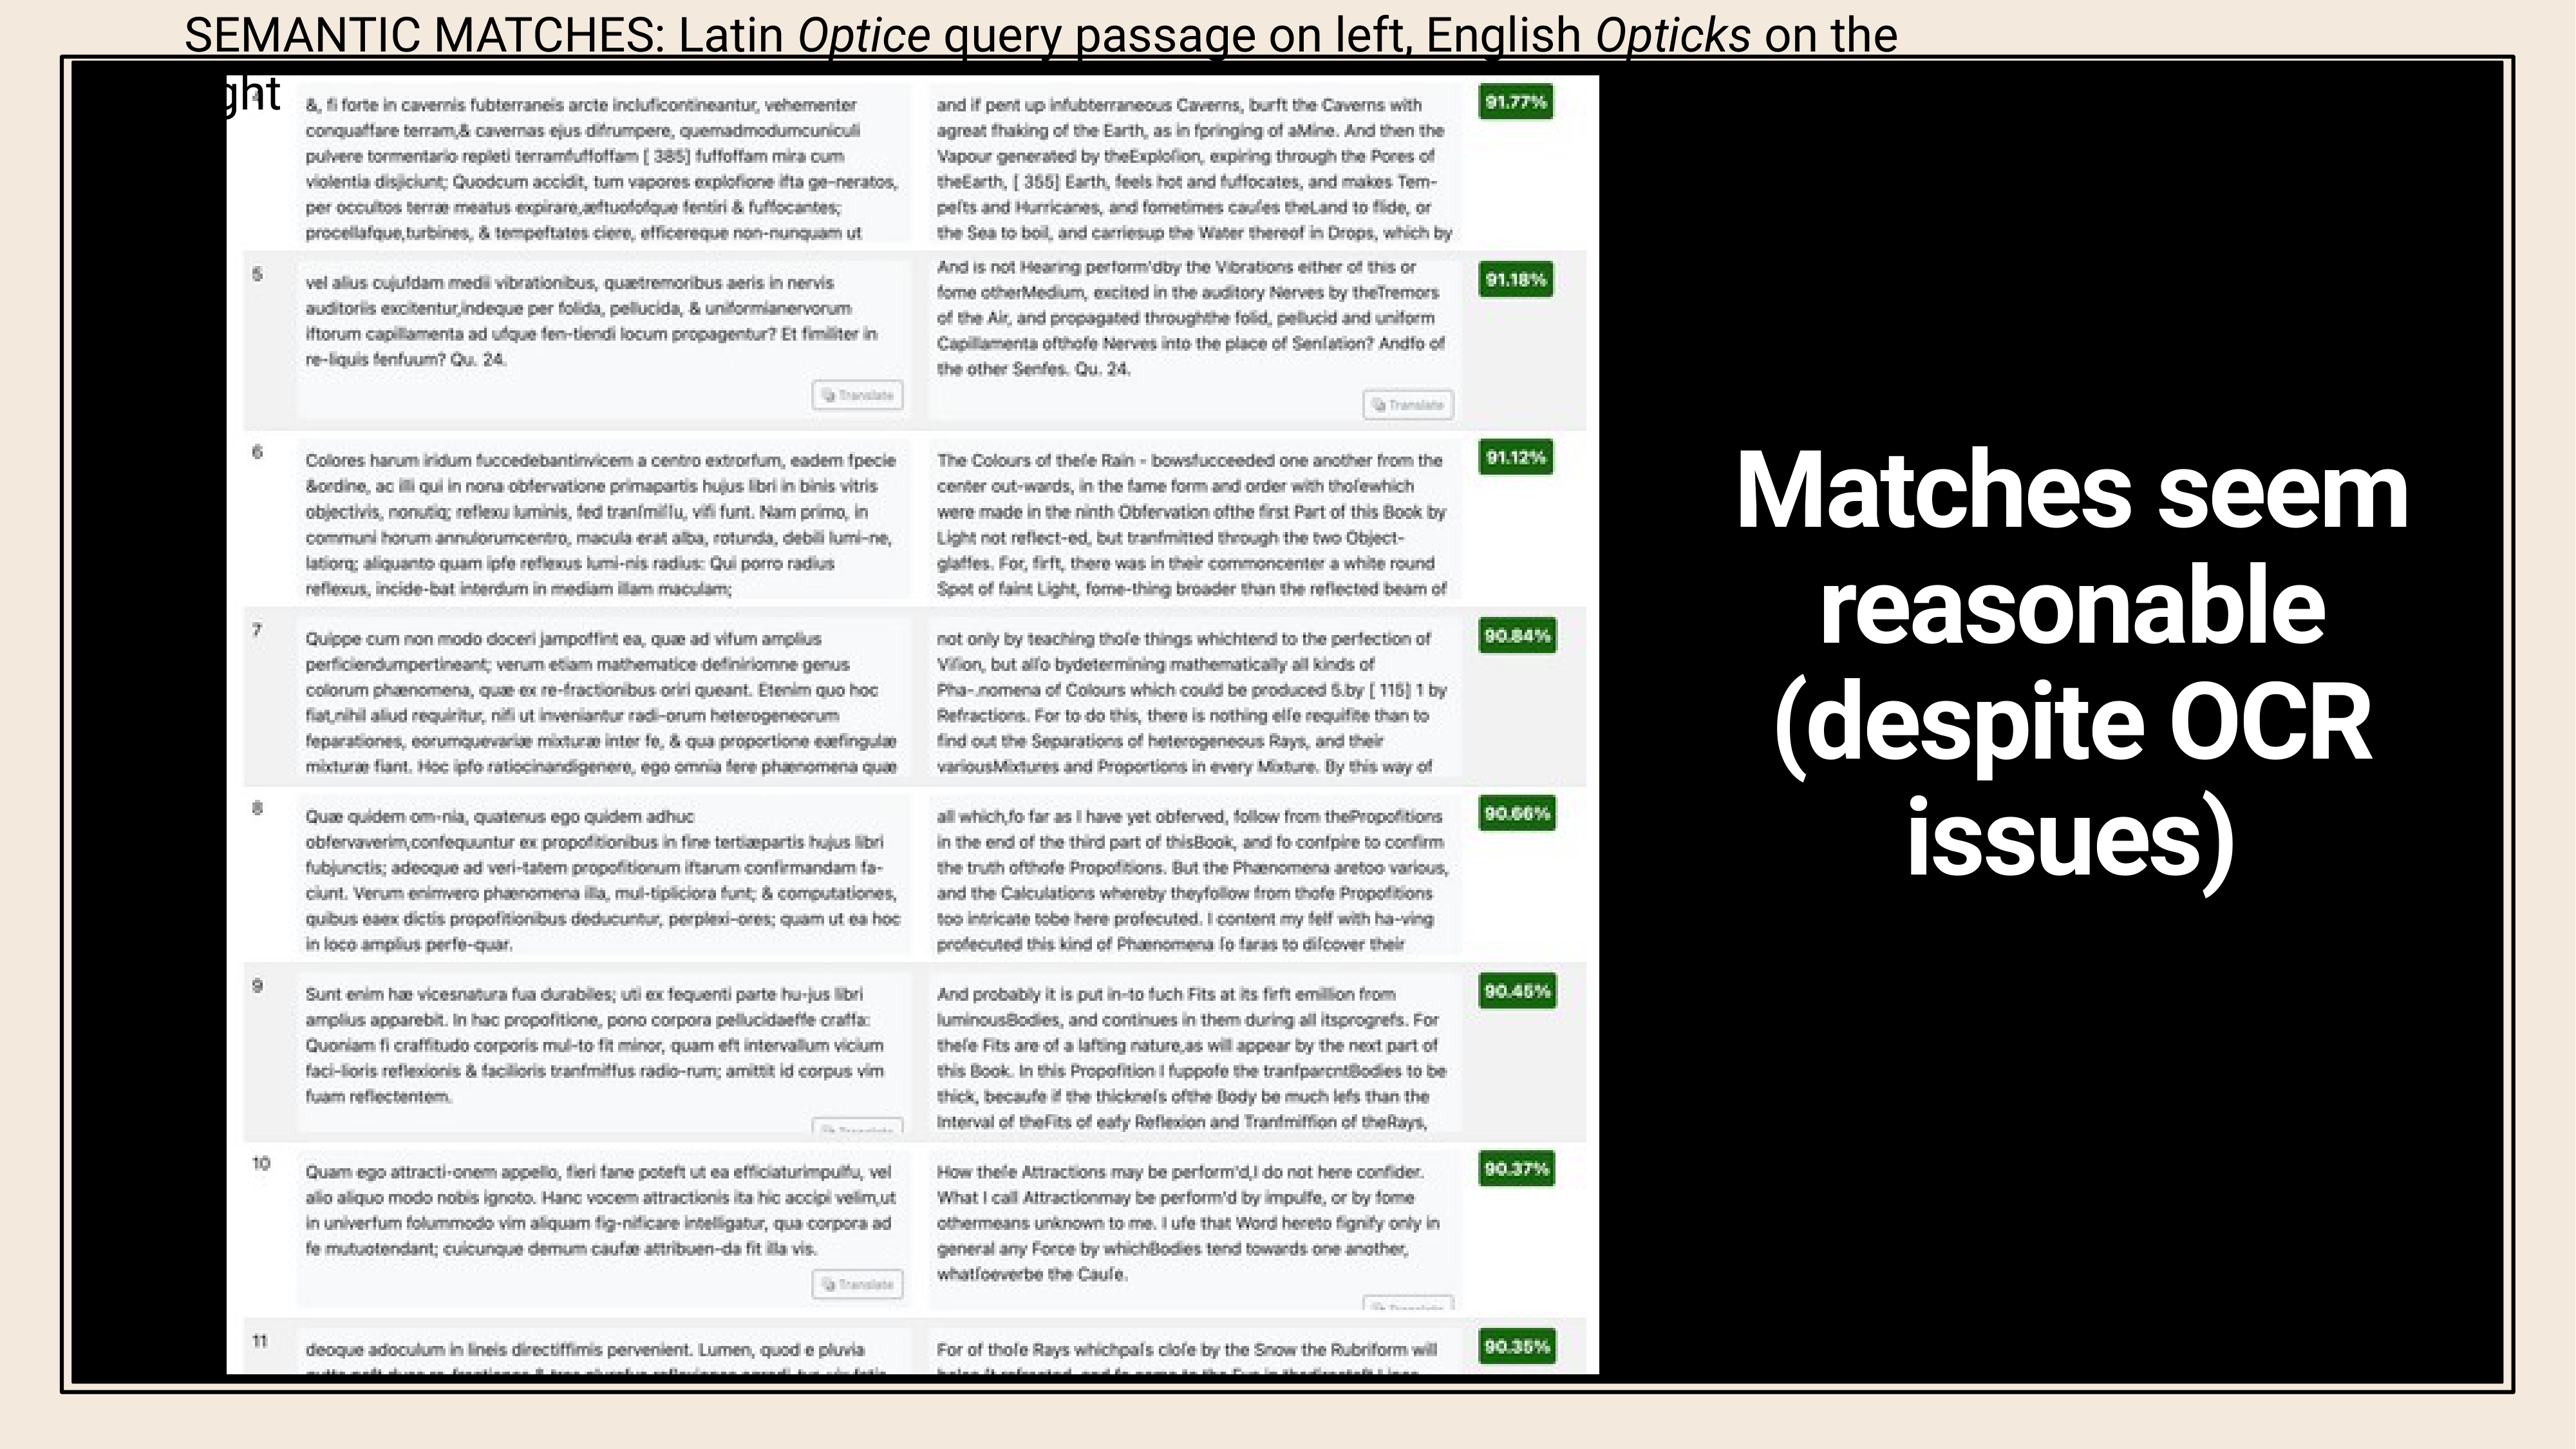 SEMANTIC MATCHES: Latin Optice query passage on left, English Opticks on the
ght
&, fi forte in cavernis fubterraneis arcte incluficontineantur, vehementer
conquaffare terram,& cavernas ejus difrumpere, quemadmodumcuniculi
pulvere tormentario repleti terramfuffoffam [ 385] fuffoffam mira cum
violentia disjiciunt; Quodcum accidit, tum vapores explofione ifta ge-neratos,
per occultos terræ meatus expirare,æftuofofque fentiri & fuffocantes;
procellafque,turbines, & tempeftates ciere, efficereque non-nunquam ut
and if pent up infubterraneous Caverns, burft the Caverns with
agreat fhaking of the Earth, as in fpringing of aMine. And then the
Vapour generated by theExplofion, expiring through the Pores of
theEarth, [ 355] Earth, feels hot and fuffocates, and makes Tem-
pefts and Hurricanes, and fometimes caufes theLand to flide, or
the Sea to boil, and carriesup the Water thereof in Drops, which by
91.77%
5
vel alius cujufdam medii vibrationibus, quætremoribus aeris in nervis
auditoriis excitentur,indeque per folida, pellucida, & uniformianervorum
iftorum capillamenta ad ufque fen-tiendi locum propagentur? Et fimiliter in
re-liquis fenfuum? Qu. 24.
Translate
And is not Hearing perform'dby the Vibrations either of this or
fome otherMedium, excited in the auditory Nerves by theTremors
of the Air, and propagated throughthe folid, pellucid and uniform
Capillamenta ofthofe Nerves into the place of Senſation? Andfo of
the other Senfes. Qu. 24.
Translate
91.18%
6
Colores harum iridum fuccedebantinvicem a centro extrorfum, eadem fpecie
&ordine, ac illi qui in nona obfervatione primapartis hujus libri in binis vitris
objectivis, nonutiq; reflexu luminis, fed tranſmiſſu, vifi funt. Nam primo, in
communi horum annulorumcentro, macula erat alba, rotunda, debili lumi-ne,
latiorq; aliquanto quam ipfe reflexus lumi-nis radius: Qui porro radius
reflexus, incide-bat interdum in mediam illam maculam;
The Colours of theſe Rain - bowsfucceeded one another from the
center out-wards, in the fame form and order with thoſewhich
were made in the ninth Obfervation ofthe first Part of this Book by
Light not reflect-ed, but tranfmitted through the two Object-
glaffes. For, firft, there was in their commoncenter a white round
Spot of faint Light, fome-thing broader than the reflected beam of
91.12%
7
Quippe cum non modo doceri jampoffint ea, quæ ad vifum amplius
perficiendumpertineant; verum etiam mathematice definiriomne genus
colorum phænomena, quæ ex re-fractionibus oriri queant. Etenim quo hoc
fiat,nihil aliud requiritur, nifi ut inveniantur radi-orum heterogeneorum
feparationes, eorumquevariæ mixturæ inter fe, & qua proportione eæfingulæ
mixturæ fiant. Hoc ipfo ratiocinandigenere, ego omnia fere phænomena quæ
not only by teaching thofe things whichtend to the perfection of
Viſion, but alfo bydetermining mathematically all kinds of
Pha-.nomena of Colours which could be produced 5.by [ 115] 1 by
Refractions. For to do this, there is nothing elſe requifite than to
find out the Separations of heterogeneous Rays, and their
variousMixtures and Proportions in every Mixture. By this way of
90.84%
8
Quæ quidem om-nia, quatenus ego quidem adhuc
obfervaverim,confequuntur ex propofitionibus in fine tertiæpartis hujus libri
fubjunctis; adeoque ad veri-tatem propofitionum iftarum confirmandam fa-
ciunt. Verum enimvero phænomena illa, mul-tipliciora funt; & computationes,
quibus eaex dictis propofitionibus deducuntur, perplexi-ores; quam ut ea hoc
in loco amplius perfe-quar.
all which,fo far as I have yet obferved, follow from thePropofitions
in the end of the third part of thisBook, and fo confpire to confirm
the truth ofthofe Propofitions. But the Phænomena aretoo various,
and the Calculations whereby theyfollow from thofe Propofitions
too intricate tobe here profecuted. I content my felf with ha-ving
profecuted this kind of Phænomena ſo faras to diſcover their
90.66%
9
Sunt enim hæ vicesnatura fua durabiles; uti ex fequenti parte hu-jus libri
amplius apparebit. In hac propofitione, pono corpora pellucidaeffe craffa:
Quoniam fi craffitudo corporis mul-to fit minor, quam eft intervallum vicium
faci-lioris reflexionis & facilioris tranfmiffus radio-rum; amittit id corpus vim
fuam reflectentem.
Translate
And probably it is put in-to fuch Fits at its firft emiffion from
luminousBodies, and continues in them during all itsprogrefs. For
theſe Fits are of a lafting nature,as will appear by the next part of
this Book. In this Propofition I fuppofe the tranfparcntBodies to be
thick, becaufe if the thickneſs ofthe Body be much lefs than the
Interval of theFits of eafy Reflexion and Tranfmiffion of theRays,
90.45%
10
Quam ego attracti-onem appello, fieri fane poteft ut ea efficiaturimpulfu, vel
alio aliquo modo nobis ignoto. Hanc vocem attractionis ita hic accipi velim,ut
in univerfum folummodo vim aliquam fig-nificare intelligatur, qua corpora ad
fe mutuotendant; cuicunque demum caufæ attribuen-da fit illa vis.
Translate
How theſe Attractions may be perform'd,I do not here confider.
What I call Attractionmay be perform'd by impulfe, or by fome
othermeans unknown to me. I ufe that Word hereto fignify only in
general any Force by whichBodies tend towards one another,
whatſoeverbe the Cauſe.
Translate
90.37%
11
deoque adoculum in lineis directiffimis pervenient. Lumen, quod e pluvia
For of thoſe Rays whichpaſs cloſe by the Snow the Rubriform will
90.35%
Matches seem
reasonable
(despite OCR
issues)